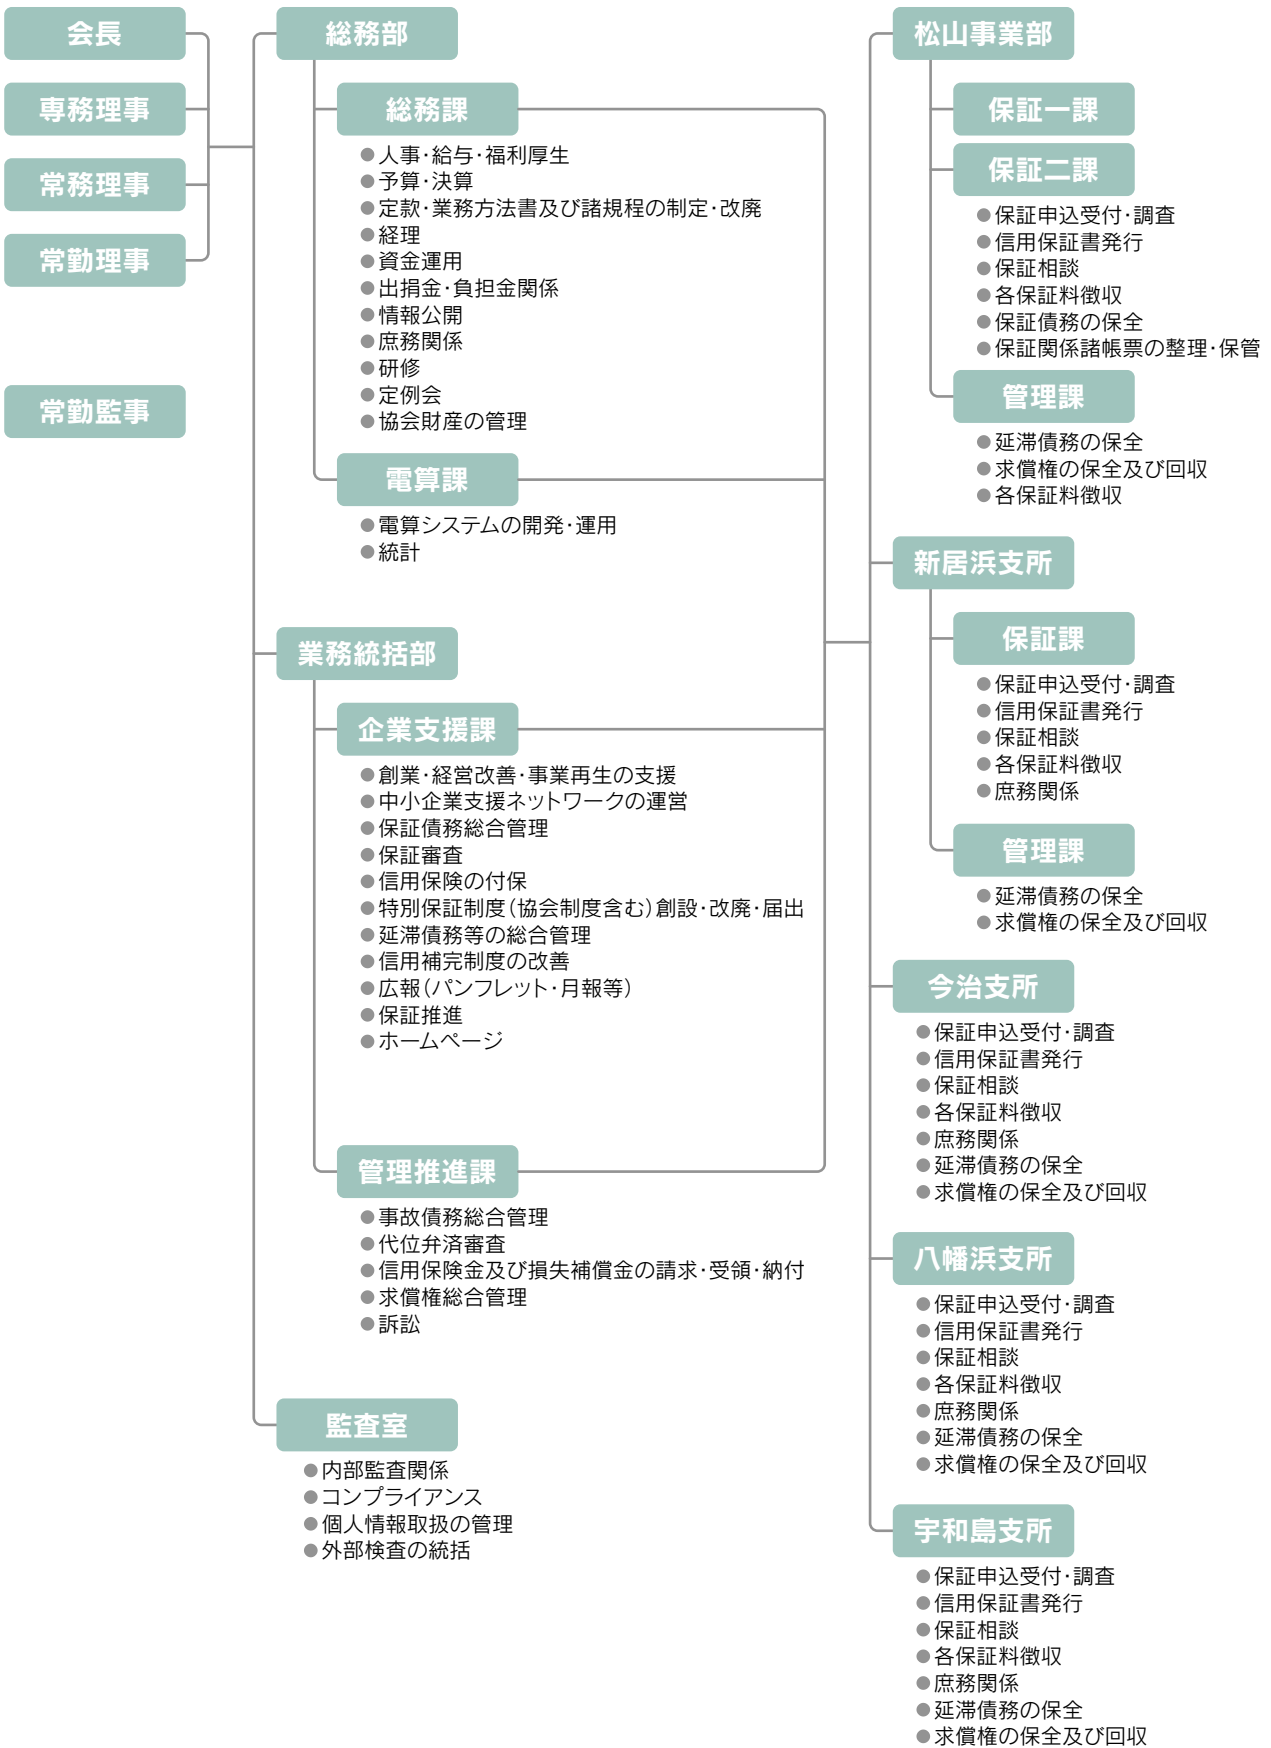 会長
専務理事
常務理事
常勤理事
常勤監事
総務部
総務課
●人事・給与・福利厚生
●予算・決算
●定款・業務方法書及び諸規程の制定・改廃
●経理
●資金運用
●出捐金・負担金関係
●情報公開
●庶務関係
●研修
●定例会
●協会財産の管理
電算課
●電算システムの開発・運用
●統計
業務統括部
企業支援課
●創業・経営改善・事業再生の支援
●中小企業支援ネットワークの運営
●保証債務総合管理
●保証審査
●信用保険の付保
●特別保証制度(協会制度含む)創設・改廃・届出
●延滞債務等の総合管理
●信用補完制度の改善
●広報(パンフレット・月報等)
●保証推進
●ホームページ
管理推進課
●事故債務総合管理
●代位弁済審査
●信用保険金及び損失補償金の請求・受領・納付
●求償権総合管理
●訴訟
監査室
●内部監査関係
●コンプライアンス
●個人情報取扱の管理
●外部検査の統括
松山事業部
保証一課
保証二課
●保証申込受付・調査
●信用保証書発行
●保証相談
●各保証料徴収
●保証債務の保全
●保証関係諸帳票の整理・保管
管理課
●延滞債務の保全
●求償権の保全及び回収
●各保証料徴収
新居浜支所
保証課
●保証申込受付・調査
●信用保証書発行
●保証相談
●各保証料徴収
●庶務関係
管理課
●延滞債務の保全
●求償権の保全及び回収
今治支所
●保証申込受付・調査
●信用保証書発行
●保証相談
●各保証料徴収
●庶務関係
●延滞債務の保全
●求償権の保全及び回収
八幡浜支所
●保証申込受付・調査
●信用保証書発行
●保証相談
●各保証料徴収
●庶務関係
●延滞債務の保全
●求償権の保全及び回収
宇和島支所
●保証申込受付・調査
●信用保証書発行
●保証相談
●各保証料徴収
●庶務関係
●延滞債務の保全
●求償権の保全及び回収